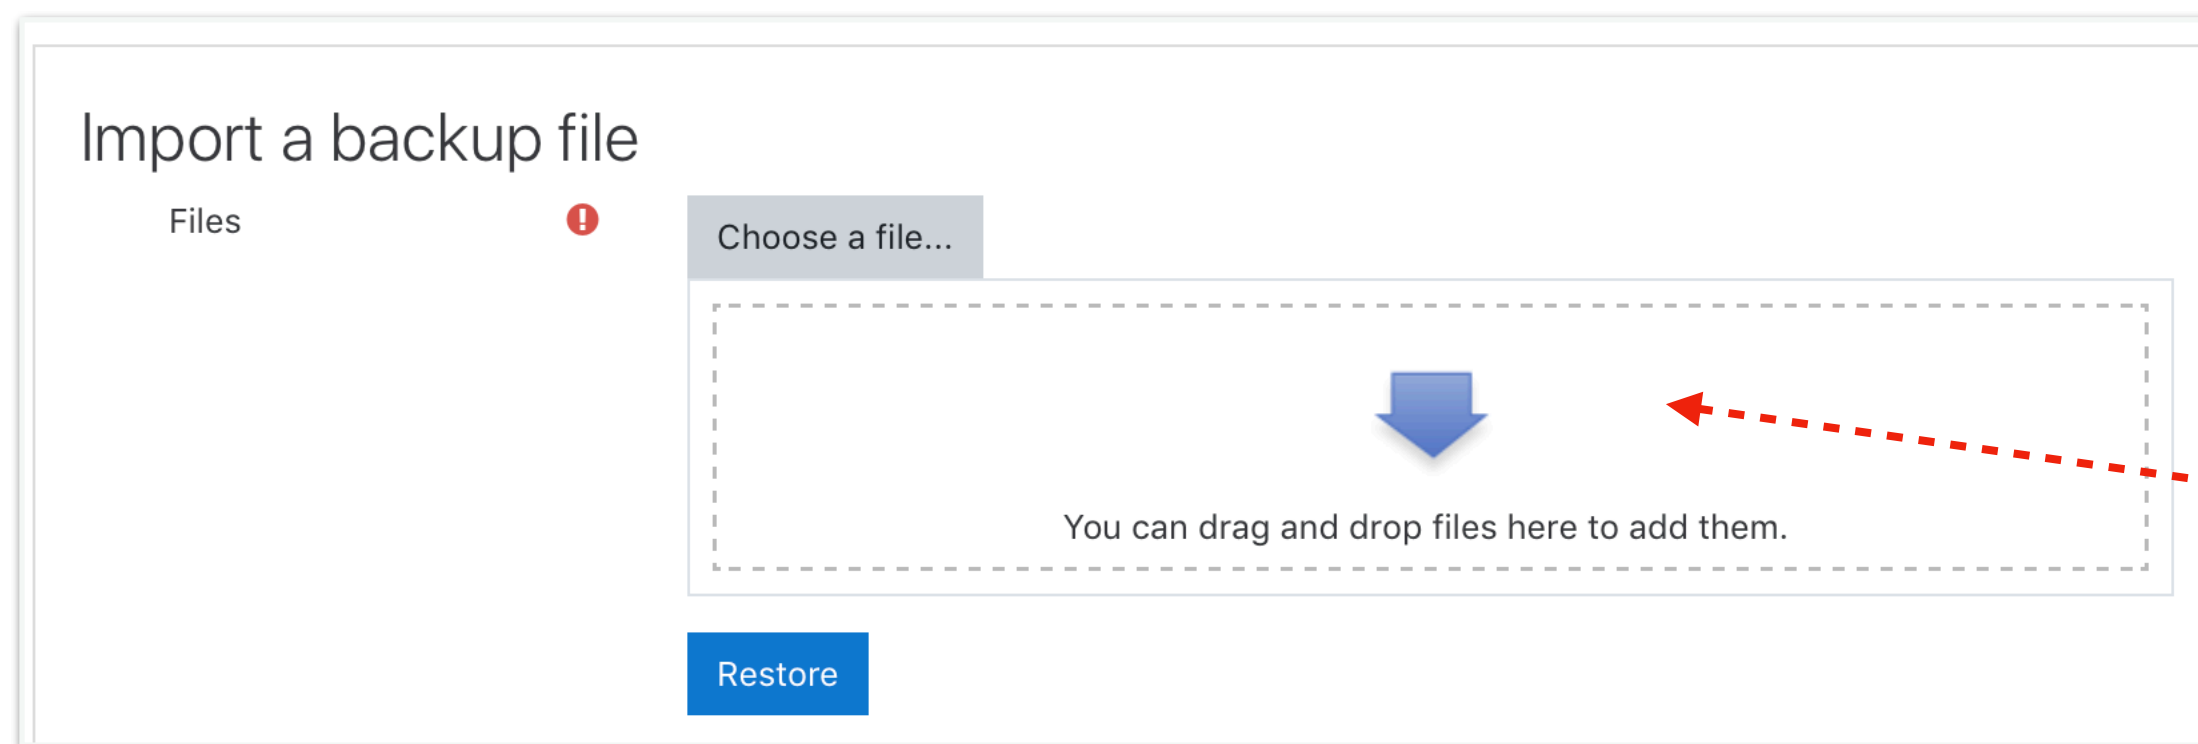 Import a backup file
Files
Choose a file...
You can drag and drop files here to add them.
Restore